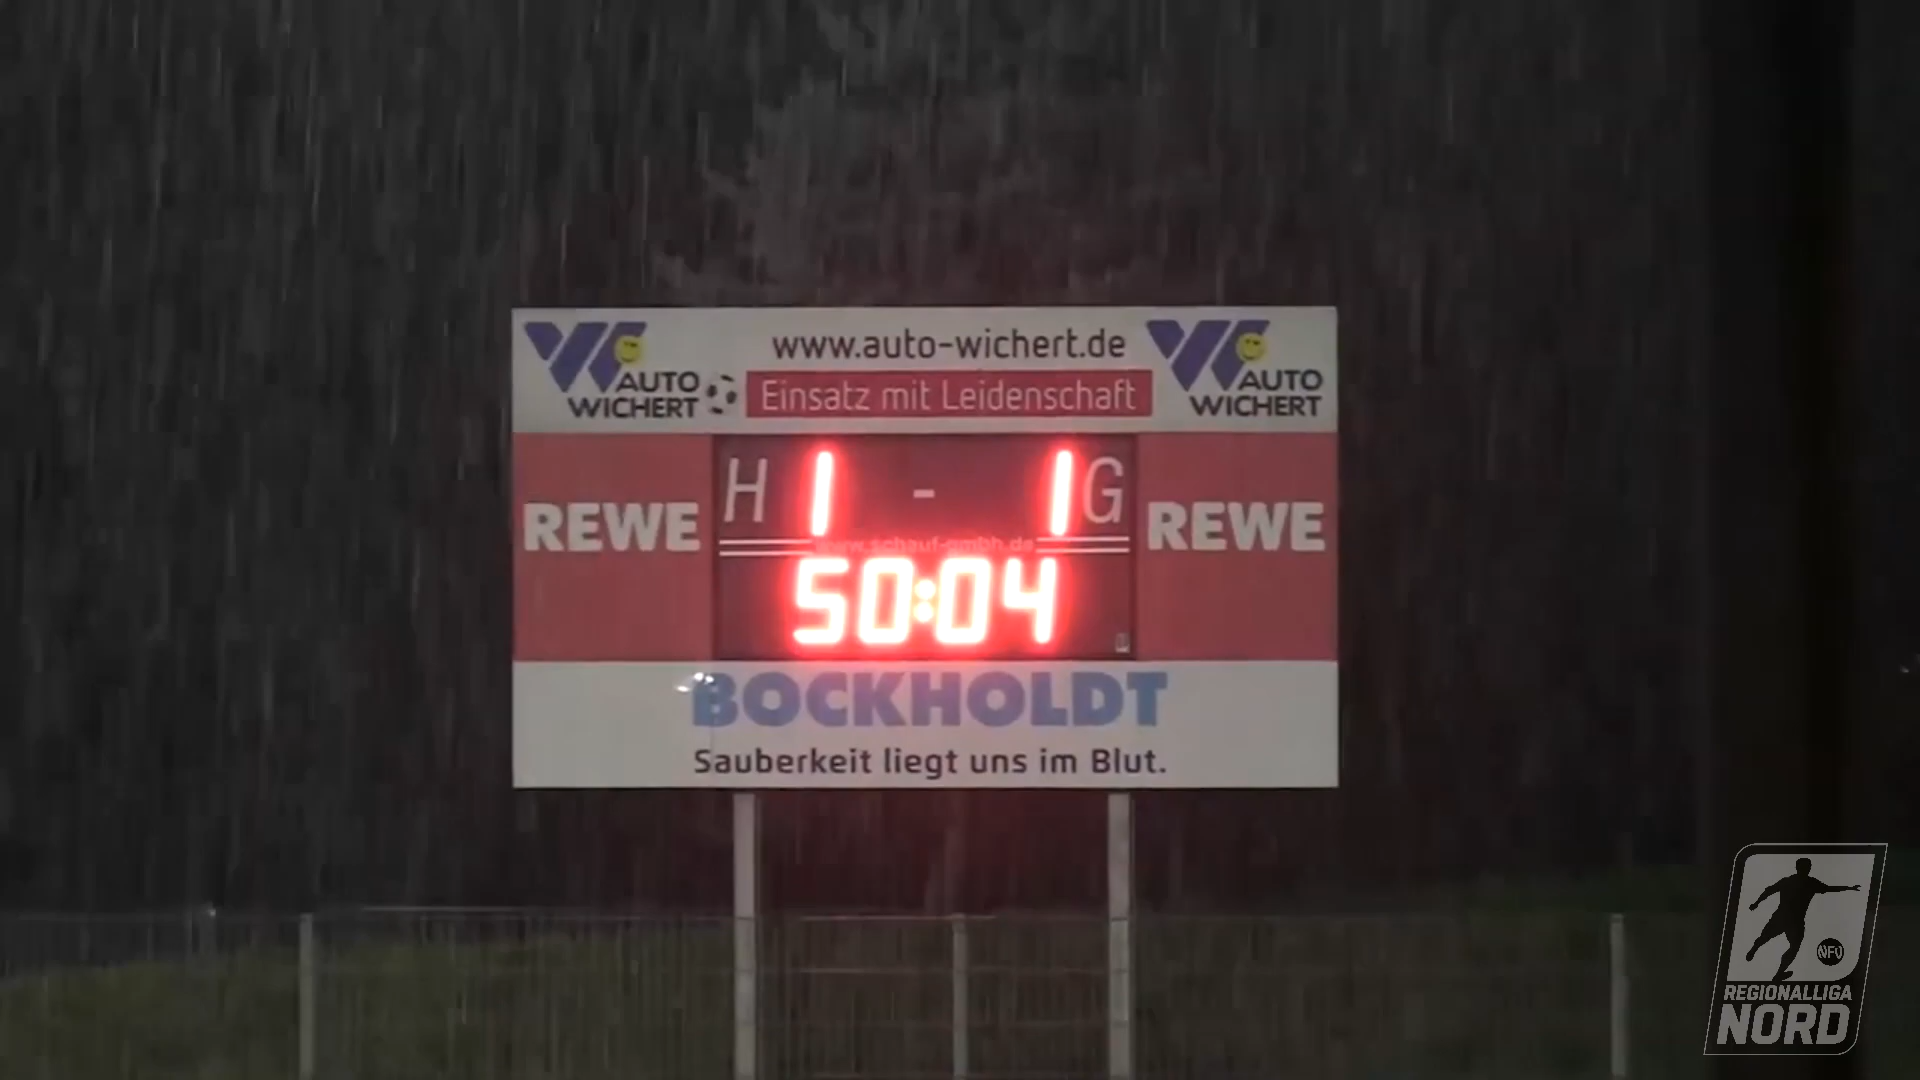 www.auto-wichert.de
AUTO
WICHERT
Einsatz mit Leidenschaft
AUTO
WICHERT
H 1 - 1 G
REWE
REWE
www.schauf-gmbh.de
50:04
BOCKHOLDT
Sauberkeit liegt uns im Blut.
NFV
REGIONALLIGA
NORD